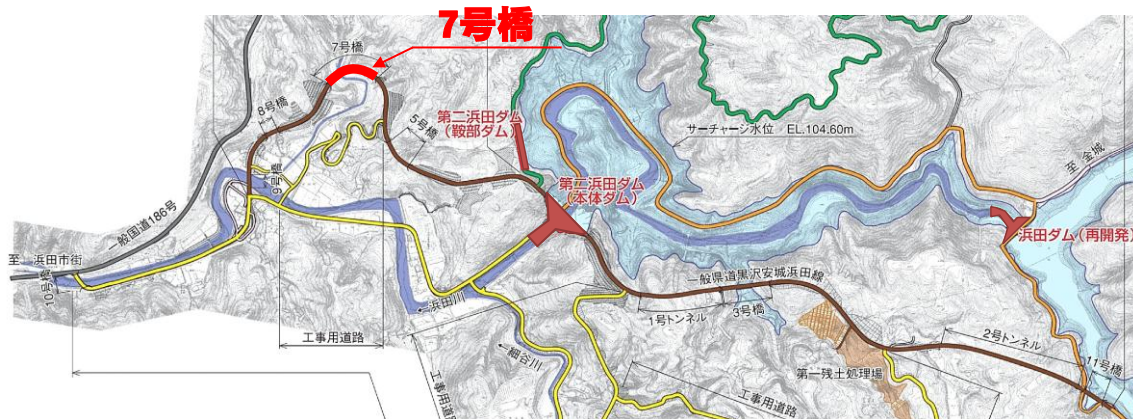 7号橋
7号橋
8号橋
5号橋
第二浜田ダム
（鞍部ダム）
サーチャージ水位 EL.104.60m
至 金城
9号橋
第二浜田ダム
（本体ダム）
一般国道186号
浜田ダム（再開発）
至 浜田市街
10号橋
一般県道黒沢安城浜田線
←浜田川
1号トンネル
3号橋
工事用道路
2号トンネル
←細谷川
第一残土処理場
11号橋
工事用道路
工事用道路